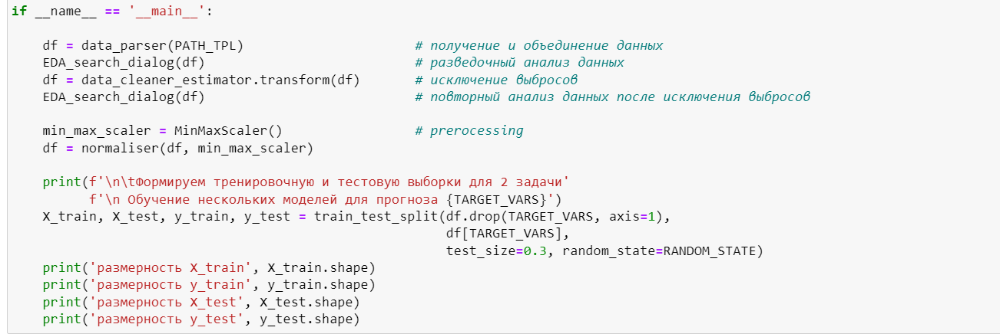 if __name__ == '__main__':
df = data_parser(PATH_TPL) # получение и объединение данных
EDA_search_dialog(df) # разведочный анализ данных
df = data_cleaner_estimator.transform(df) # исключение выбросов
EDA_search_dialog(df) # повторный анализ данных после исключения выбросов
min_max_scaler = MinMaxScaler() # prerocessing
df = normaliser(df, min_max_scaler)
print(f'\n\tФормируем тренировочную и тестовую выборки для 2 задачи'
f'\n Обучение нескольких моделей для прогноза {TARGET_VARS}')
X_train, X_test, y_train, y_test = train_test_split(df.drop(TARGET_VARS, axis=1),
df[TARGET_VARS],
test_size=0.3, random_state=RANDOM_STATE)
print('размерность X_train', X_train.shape)
print('размерность y_train', y_train.shape)
print('размерность X_test', X_test.shape)
print('размерность y_test', y_test.shape)